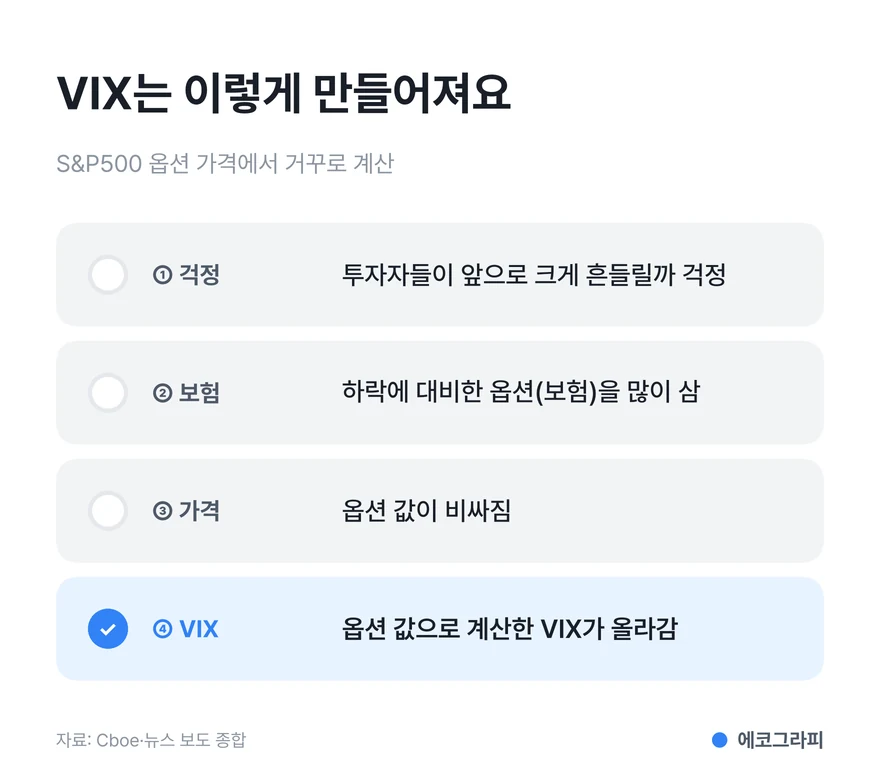 VIX는 이렇게 만들어져요
S&P500 옵션 가격에서 거꾸로 계산
① 걱정 투자자들이 앞으로 크게 흔들릴까 걱정
② 보험 하락에 대비한 옵션(보험)을 많이 삼
③ 가격 옵션 값이 비싸짐
④ VIX 옵션 값으로 계산한 VIX가 올라감
자료: Cboe·뉴스 보도 종합 에코그라피